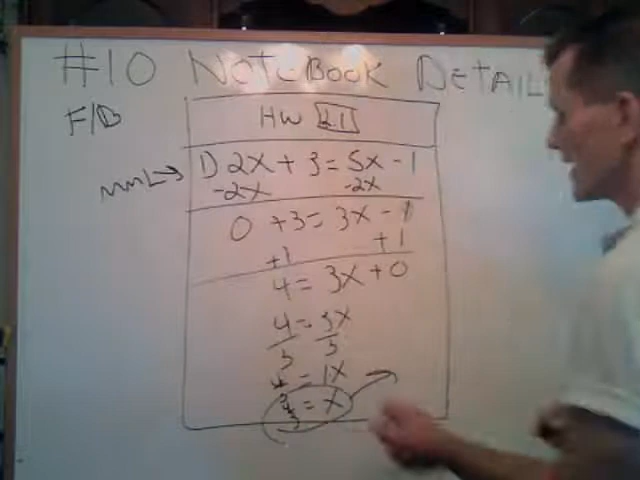 #10 NOTEBOOK DETAIL
F/B
HW 2.1
MML → 1) 2x + 3 = 5x - 1
-2x -2x
0 + 3 = 3x - 1
+1 +1
4 = 3x + 0
4 = 3x
3 3
4 = 1x
3
4 = x
3